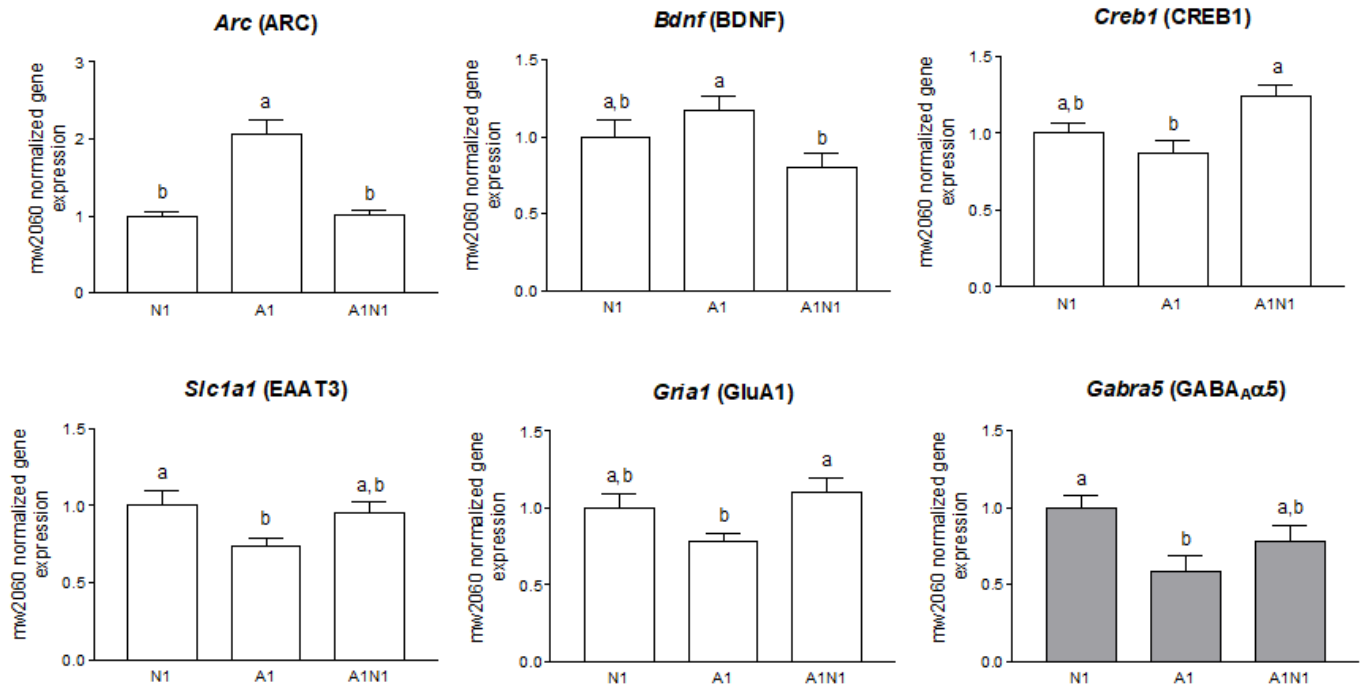 Arc (ARC)
mw2060 normalized gene
expression
3
2
1
0
b
a
b
N1
A1
A1N1
Bdnf (BDNF)
mw2060 normalized gene
expression
1.5
1.0
0.5
0.0
a,b
a
b
N1
A1
A1N1
Creb1 (CREB1)
mw2060 normalized gene
expression
1.5
1.0
0.5
0.0
a,b
b
a
N1
A1
A1N1
Slc1a1 (EAAT3)
mw2060 normalized gene
expression
1.5
1.0
0.5
0.0
a
b
a,b
N1
A1
A1N1
Gria1 (GluA1)
mw2060 normalized gene
expression
1.5
1.0
0.5
0.0
a,b
b
a
N1
A1
A1N1
Gabra5 (GABAAα5)
mw2060 normalized gene
expression
1.5
1.0
0.5
0.0
a
b
a,b
N1
A1
A1N1